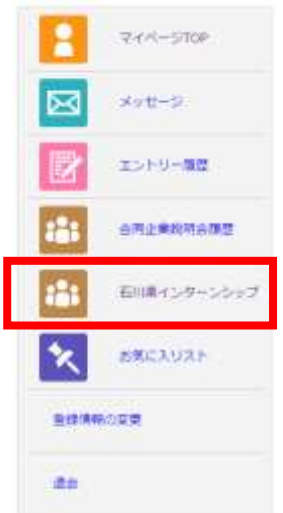 マイページTOP
メッセージ
エントリー履歴
合同企業説明会履歴
石川県インターンシップ
お気に入りスト
登録情報の変更
退会